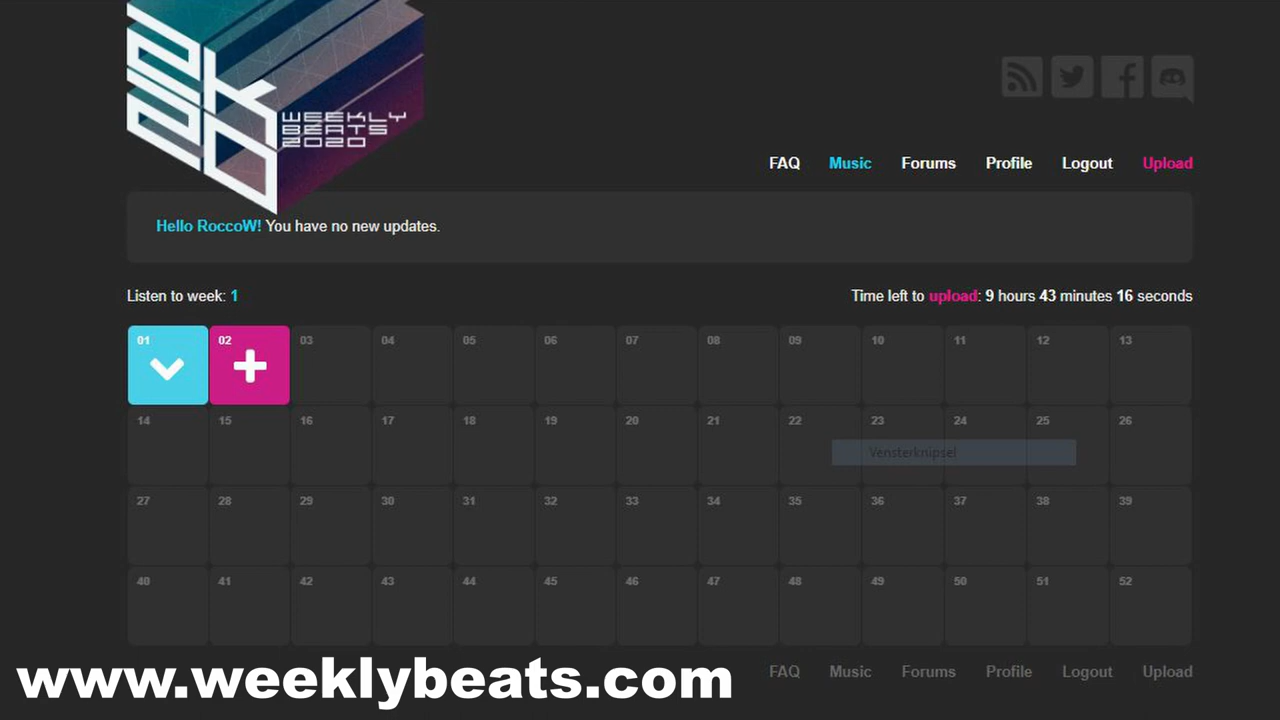 WEEKLY
BEATS
2020
FAQ Music Forums Profile Logout Upload
Hello RoccoW! You have no new updates.
Listen to week: 1
Time left to upload: 9 hours 43 minutes 16 seconds
01 02 03 04 05 06 07 08 09 10 11 12 13
14 15 16 17 18 19 20 21 22 23 24 25 26
Vensterknipsel
27 28 29 30 31 32 33 34 35 36 37 38 39
40 41 42 43 44 45 46 47 48 49 50 51 52
FAQ Music Forums Profile Logout Upload
www.weeklybeats.com